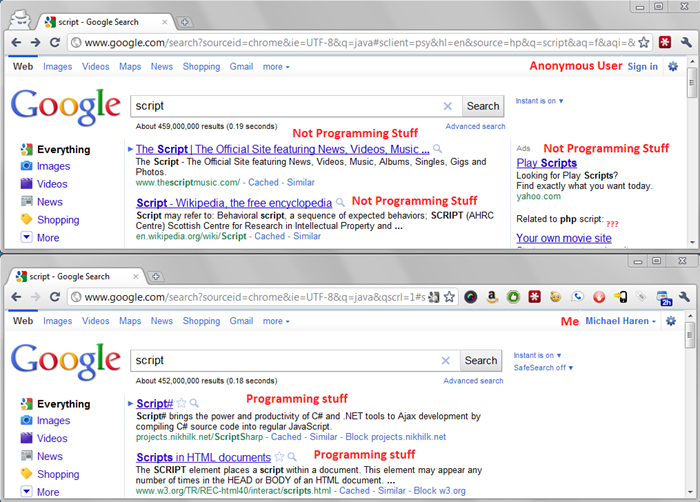 script - Google Search
www.google.com/search?sourceid=chrome&ie=UTF-8&q=java#sclient=psy&hl=en&source=hp&q=script&aq=f&aqi=&
Web Images Videos Maps News Shopping Gmail more Anonymous User Sign in
Google script Search Instant is on
About 459,000,000 results (0.19 seconds) Advanced search
Not Programming Stuff
Everything The Script | The Official Site featuring News, Videos, Music ... Ads Not Programming Stuff
Images The Script - The Official Site featuring News, Videos, Music, Albums, Singles, Gigs and Play Scripts
Photos. Looking for Play Scripts?
Videos www.thescriptmusic.com/ - Cached - Similar Find exactly what you want today.
News Script - Wikipedia, the free encyclopedia Not Programming Stuff yahoo.com
Shopping Script may refer to: Behavioral script, a sequence of expected behaviors; SCRIPT (AHRC Related to php script: ???
More Centre) Scottish Centre for Research in Intellectual Property and ... Your own movie site
en.wikipedia.org/wiki/Script - Cached - Similar
script - Google Search
www.google.com/search?sourceid=chrome&ie=UTF-8&q=java&qscrl=1#s 2h
Web Images Videos Maps News Shopping Gmail more Me Michael Haren
Google script Search Instant is on
SafeSearch off
About 452,000,000 results (0.18 seconds) Advanced search
Everything Script# Programming stuff
Images Script# brings the power and productivity of C# and .NET tools to Ajax development by
compiling C# source code into regular JavaScript.
Videos projects.nikhilk.net/ScriptSharp - Cached - Similar - Block projects.nikhilk.net
News Scripts in HTML documents Programming stuff
Shopping The SCRIPT element places a script within a document. This element may appear any
number of times in the HEAD or BODY of an HTML document. ...
More www.w3.org/TR/REC-html40/interact/scripts.html - Cached - Similar - Block w3.org